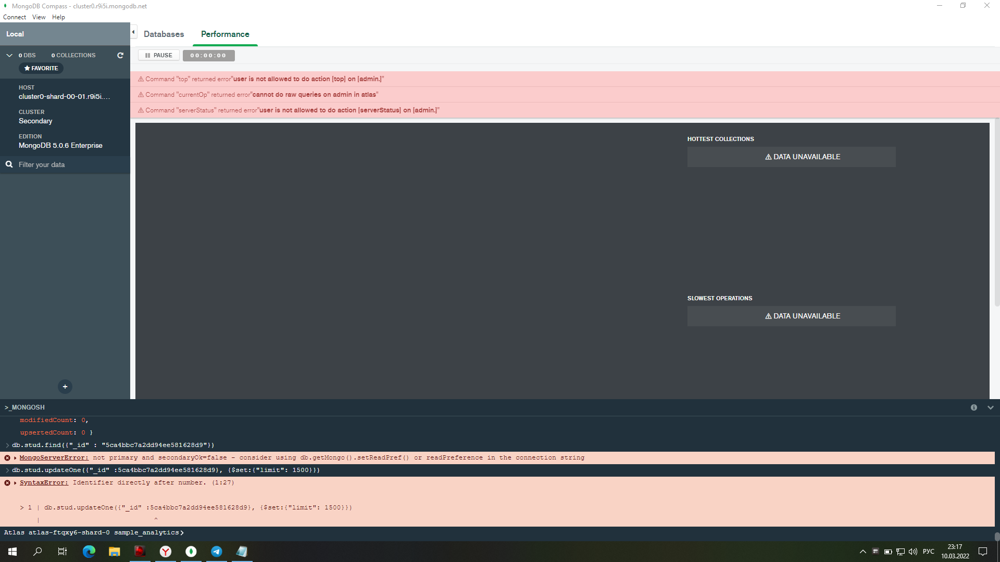 MongoDB Compass - cluster0.r9i5i.mongodb.net
Connect View Help
Local
Databases Performance
0 DBS 0 COLLECTIONS
FAVORITE
PAUSE 00:00:00
Command "top" returned error"user is not allowed to do action [top] on [admin.]"
Command "currentOp" returned error"cannot do raw queries on admin in atlas"
Command "serverStatus" returned error"user is not allowed to do action [serverStatus] on [admin.]"
HOST
cluster0-shard-00-01.r9i5i....
CLUSTER
Secondary
EDITION
MongoDB 5.0.6 Enterprise
Filter your data
HOTTEST COLLECTIONS
DATA UNAVAILABLE
SLOWEST OPERATIONS
DATA UNAVAILABLE
>_MONGOSH
modifiedCount: 0,
upsertedCount: 0 }
db.stud.find({"_id" : "5ca4bbc7a2dd94ee581628d9"})
MongoServerError: not primary and secondaryOk=false - consider using db.getMongo().setReadPref() or readPreference in the connection string
db.stud.updateOne({"_id" :5ca4bbc7a2dd94ee581628d9}, {$set:{"limit": 1500}})
SyntaxError: Identifier directly after number. (1:27)
> 1 | db.stud.updateOne({"_id" :5ca4bbc7a2dd94ee581628d9}, {$set:{"limit": 1500}})
| ^
Atlas atlas-ftqxy6-shard-0 sample_analytics>
РУС
23:17
10.03.2022